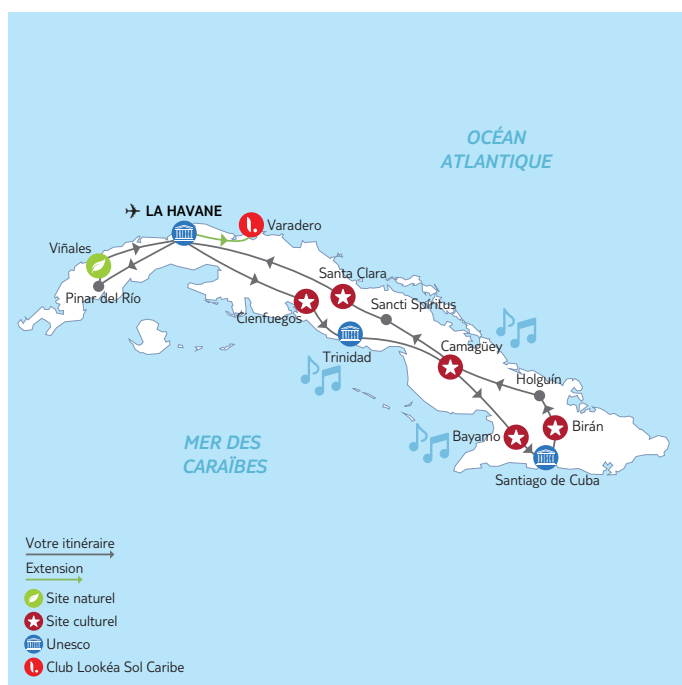 OCÉAN
ATLANTIQUE
LA HAVANE
Varadero
Viñales
Pinar del Río
Santa Clara
Sancti Spíritus
Cienfuegos
Trinidad
Camagüey
Holguín
Bayamo
Birán
Santiago de Cuba
MER DES
CARAÏBES
Votre itinéraire
Extension
Site naturel
Site culturel
Unesco
Club Lookéa Sol Caribe